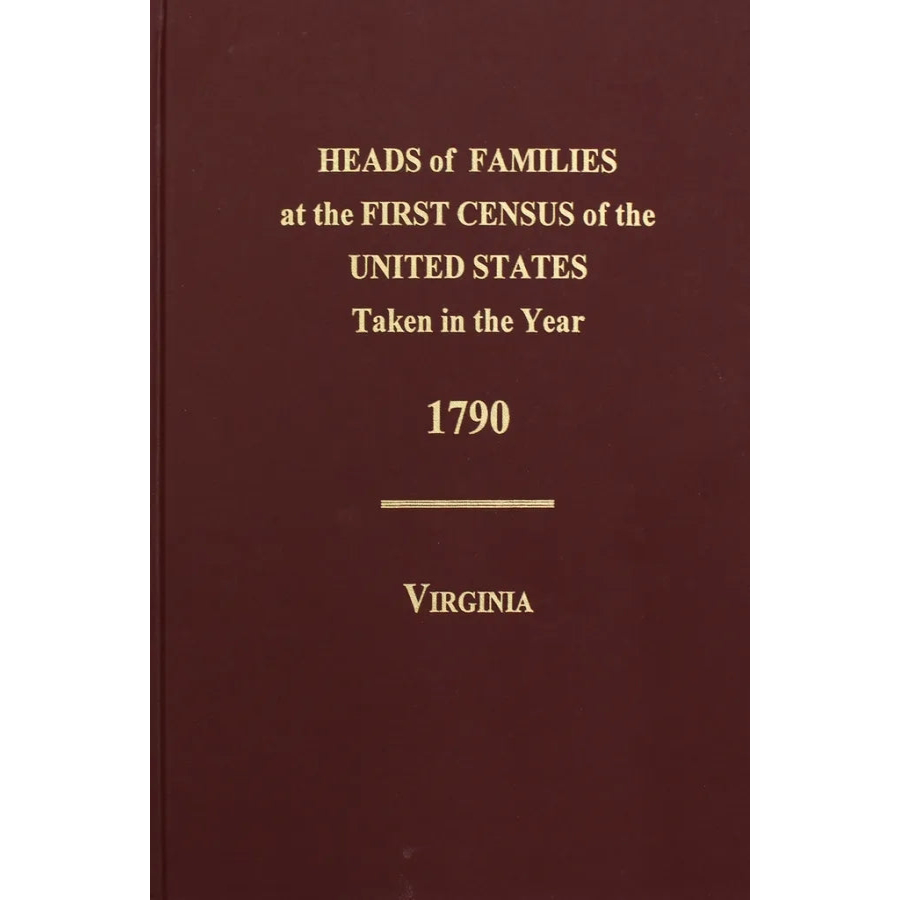 HEADS of FAMILIES
at the FIRST CENSUS of the
UNITED STATES
Taken in the Year
1790
VIRGINIA